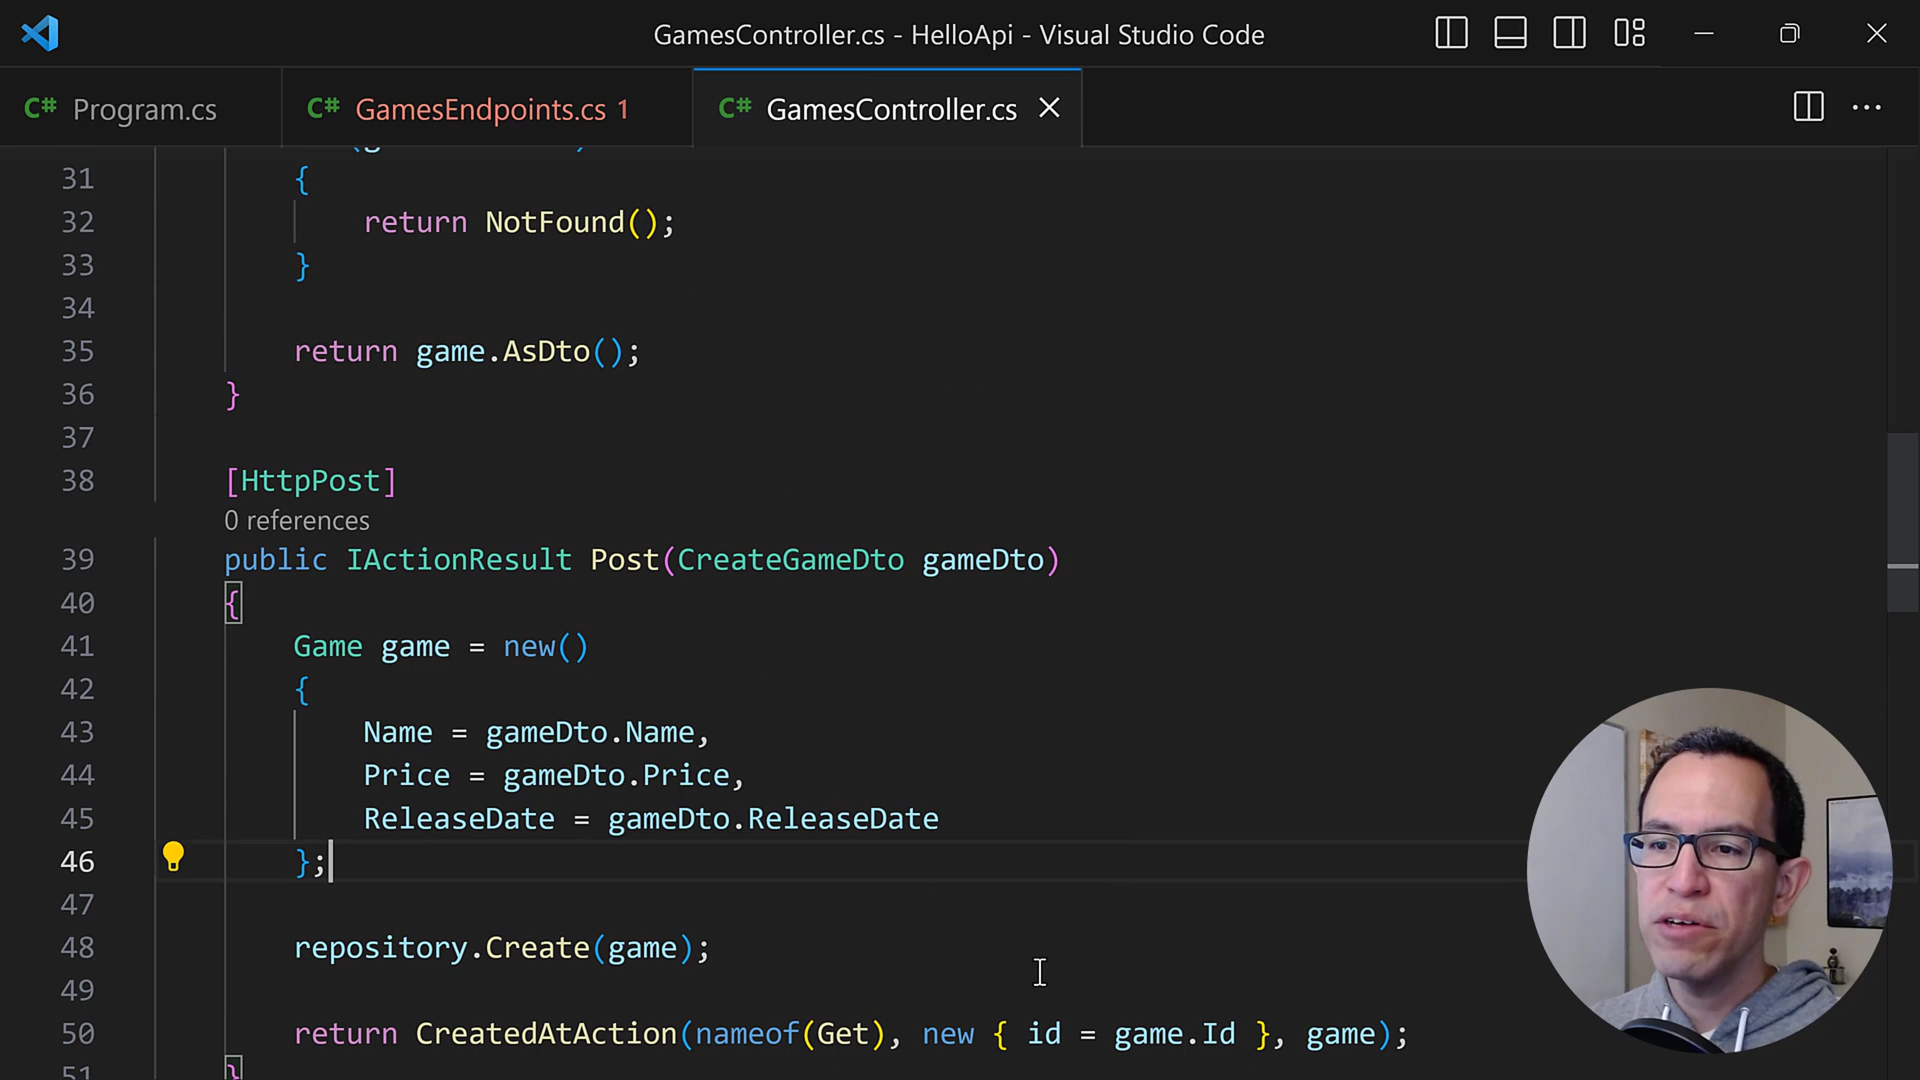 GamesController.cs - HelloApi - Visual Studio Code
C# Program.cs
C# GamesEndpoints.cs 1
C# GamesController.cs
31 {
32 return NotFound();
33 }
34
35 return game.AsDto();
36 }
37
38 [HttpPost]
0 references
39 public IActionResult Post(CreateGameDto gameDto)
40 {
41 Game game = new()
42 {
43 Name = gameDto.Name,
44 Price = gameDto.Price,
45 ReleaseDate = gameDto.ReleaseDate
46 };
47
48 repository.Create(game);
49
50 return CreatedAtAction(nameof(Get), new { id = game.Id }, game);
51 }